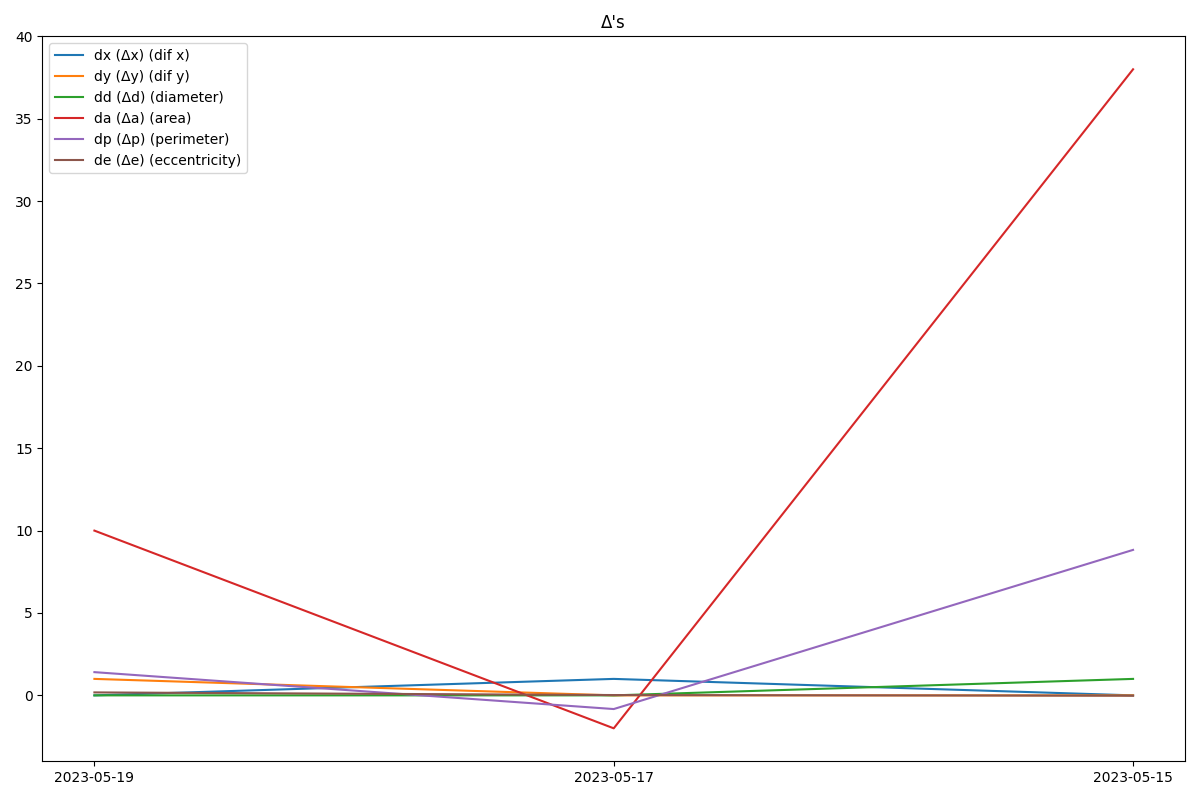 Δ's
40
35
30
25
20
15
10
5
0
dx (Δx) (dif x)
dy (Δy) (dif y)
dd (Δd) (diameter)
da (Δa) (area)
dp (Δp) (perimeter)
de (Δe) (eccentricity)
2023-05-19
2023-05-17
2023-05-15